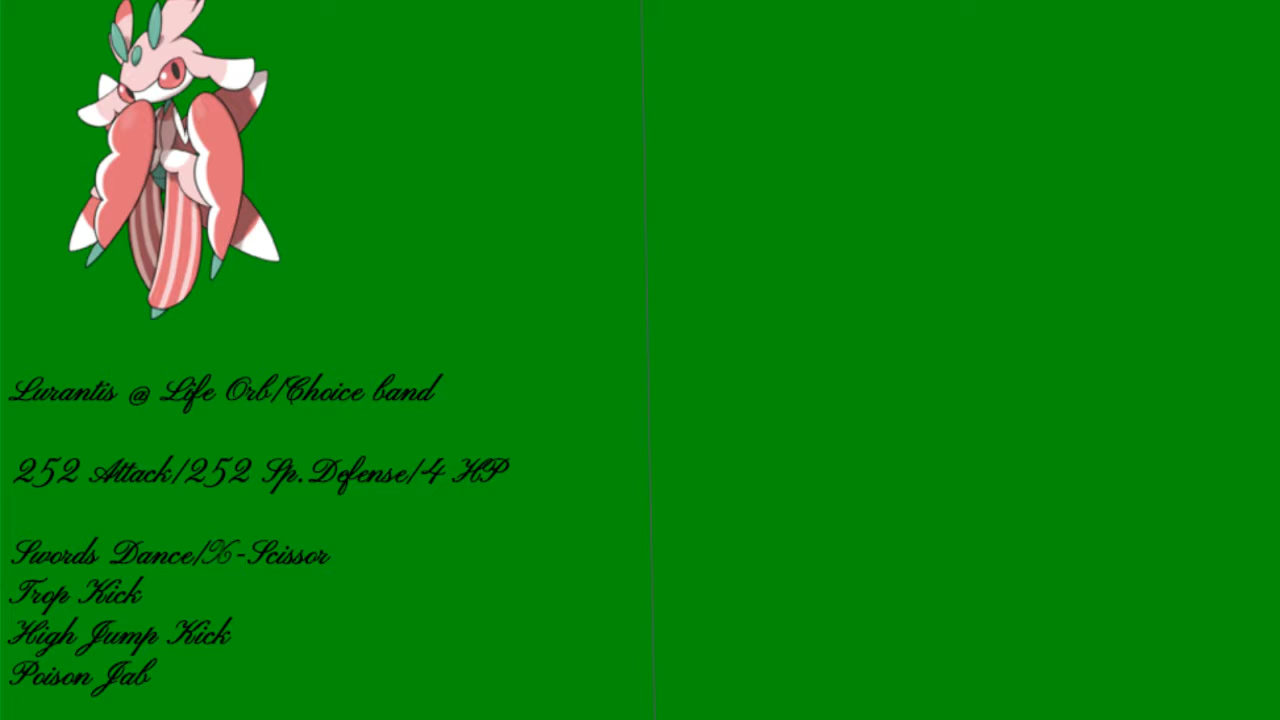 Lurantis @ Life Orb/Choice band
252 Attack/252 Sp.Defense/4 HP
Swords Dance/X-Scissor
Trop Kick
High Jump Kick
Poison Jab